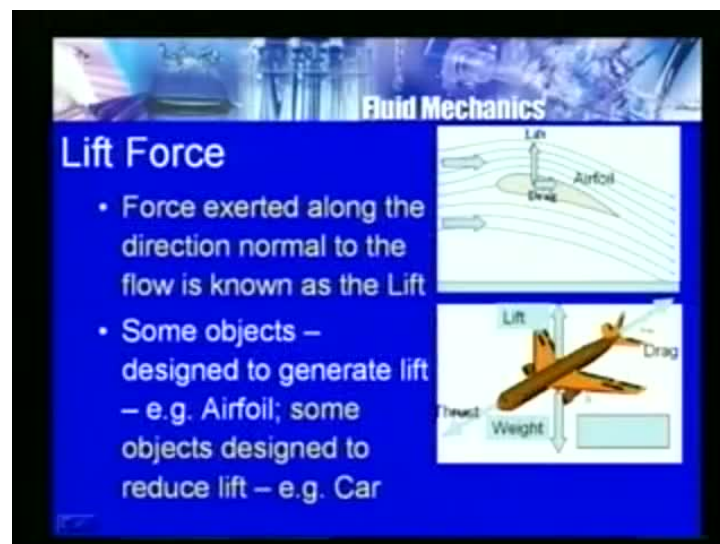 Fluid Mechanics
Lift Force
• Force exerted along the
direction normal to the
flow is known as the Lift
• Some objects –
designed to generate lift
– e.g. Airfoil; some
objects designed to
reduce lift – e.g. Car
Lift
Airfoil
Drag
Lift
Drag
Thrust
Weight